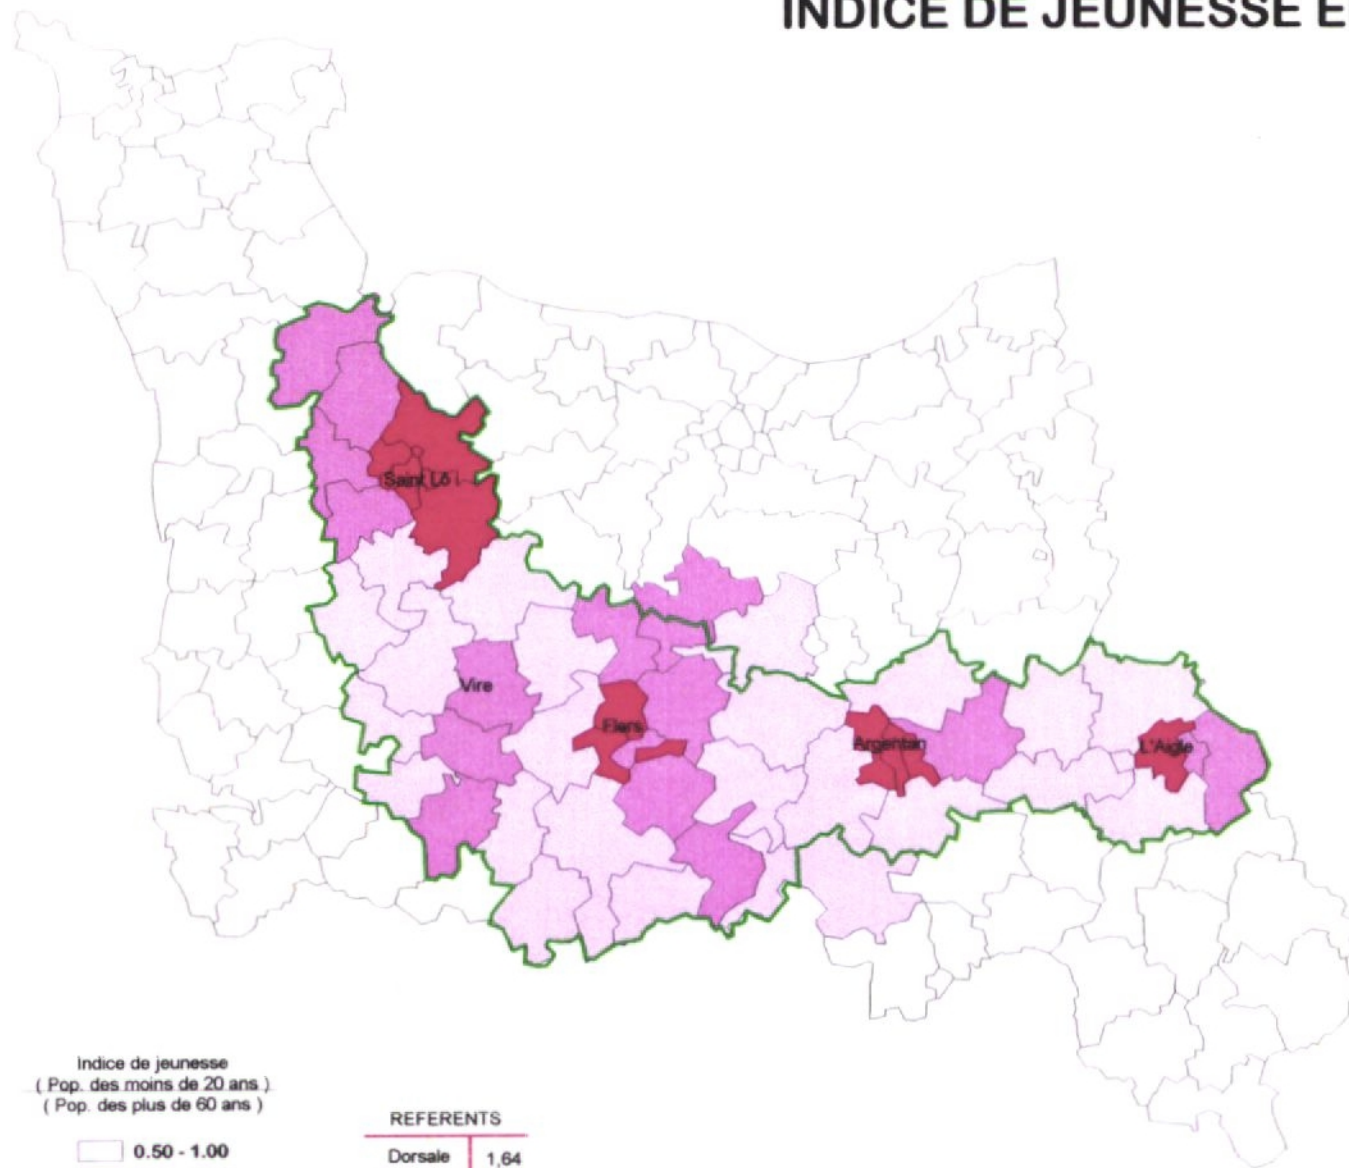 INDICE DE JEUNESSE E
Saint Lô
Vire
Flers
Argentan
L'Aigle
Indice de jeunesse
( Pop. des moins de 20 ans )
( Pop. des plus de 60 ans )
0.50 - 1.00
REFERENTS
Dorsale 1,64